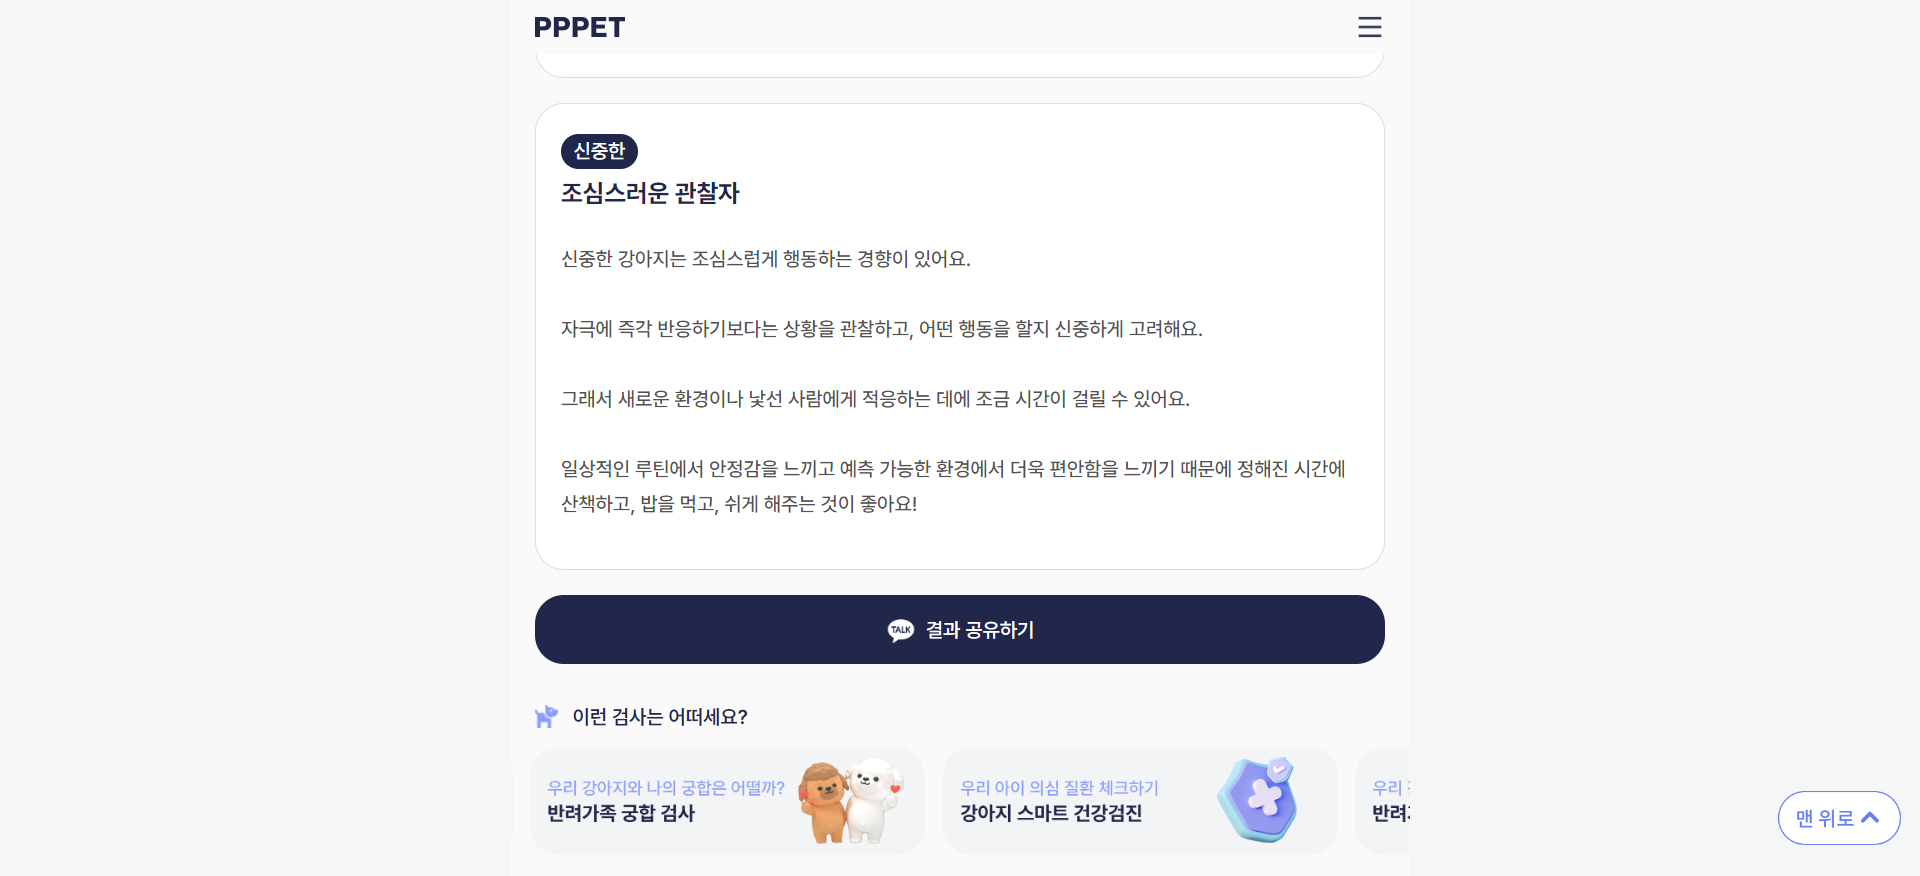 PPPET
신중한
조심스러운 관찰자
신중한 강아지는 조심스럽게 행동하는 경향이 있어요.
자극에 즉각 반응하기보다는 상황을 관찰하고, 어떤 행동을 할지 신중하게 고려해요.
그래서 새로운 환경이나 낯선 사람에게 적응하는 데에 조금 시간이 걸릴 수 있어요.
일상적인 루틴에서 안정감을 느끼고 예측 가능한 환경에서 더욱 편안함을 느끼기 때문에 정해진 시간에
산책하고, 밥을 먹고, 쉬게 해주는 것이 좋아요!
TALK 결과 공유하기
이런 검사는 어떠세요?
우리 강아지와 나의 궁합은 어떨까?
반려가족 궁합 검사
우리 아이 의심 질환 체크하기
강아지 스마트 건강검진
우리
반려
맨 위로